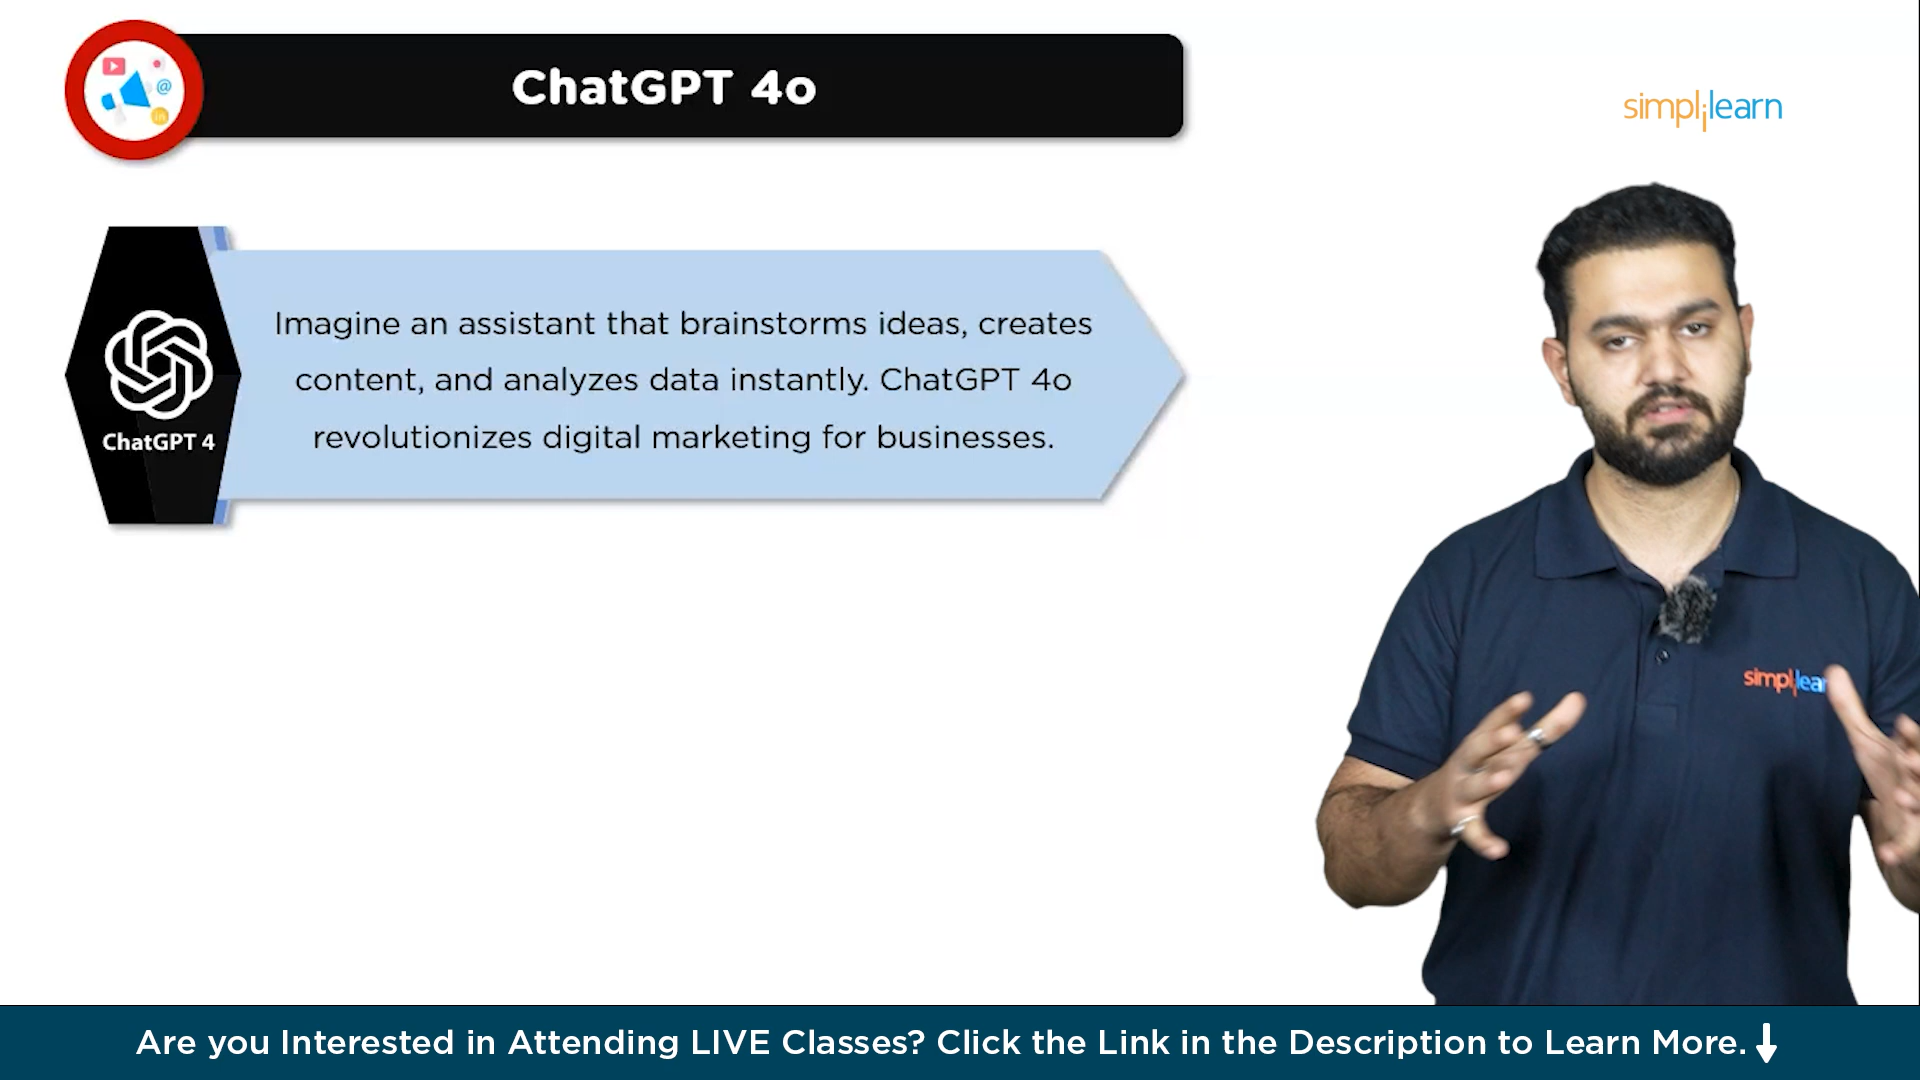 ChatGPT 4o
simplilearn
Imagine an assistant that brainstorms ideas, creates
content, and analyzes data instantly. ChatGPT 4o
revolutionizes digital marketing for businesses.
ChatGPT 4
simplilear
Are you Interested in Attending LIVE Classes? Click the Link in the Description to Learn More.